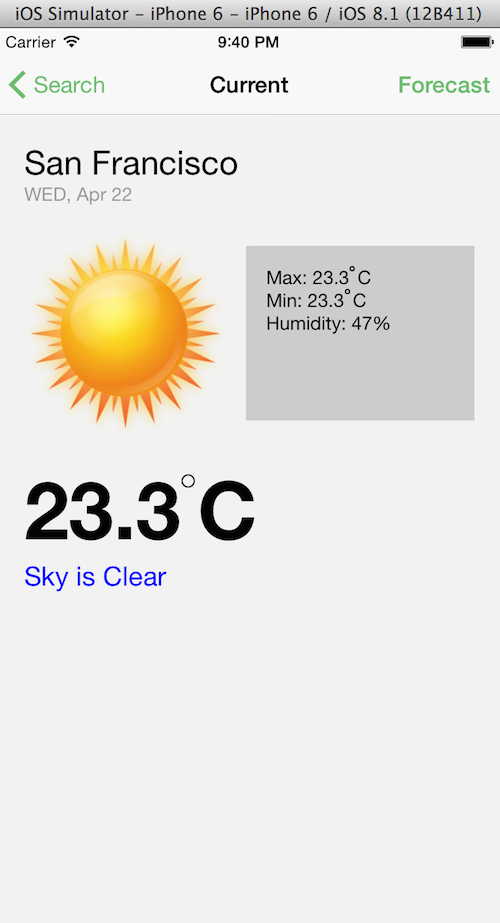 iOS Simulator – iPhone 6 – iPhone 6 / iOS 8.1 (12B411)
Carrier 9:40 PM
Search Current Forecast
San Francisco
WED, Apr 22
Max: 23.3°C
Min: 23.3°C
Humidity: 47%
23.3°C
Sky is Clear